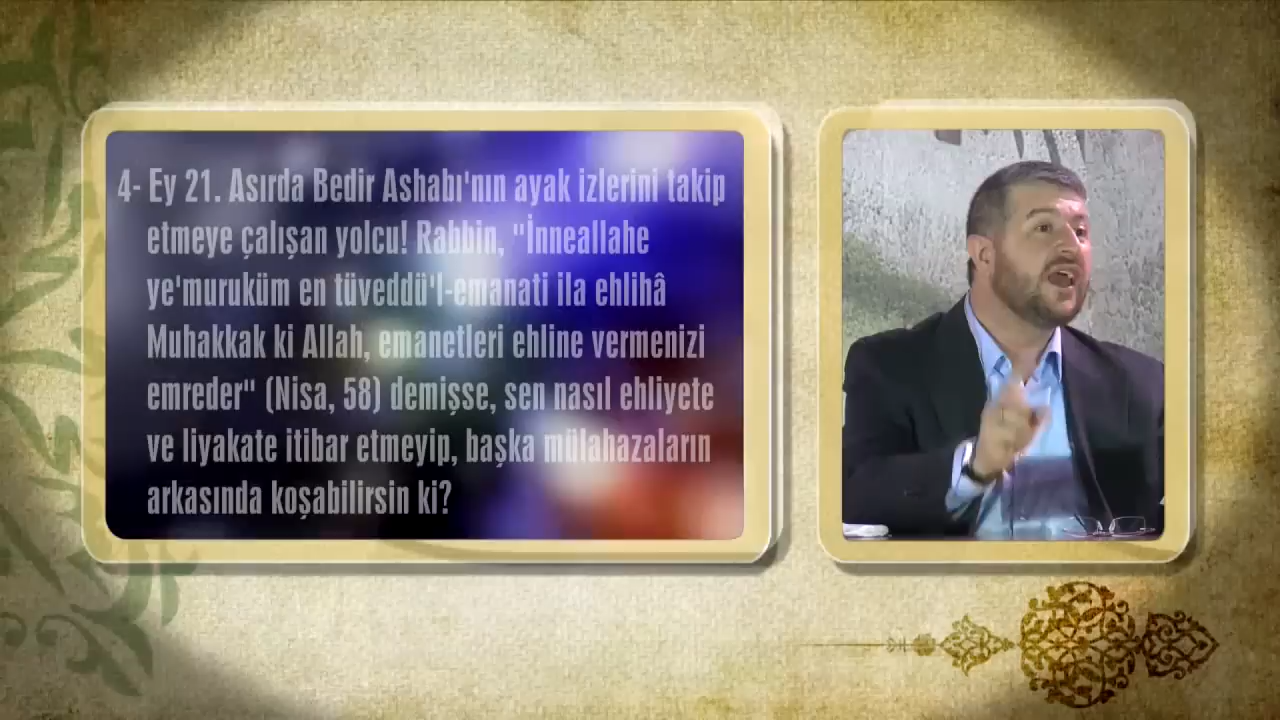 4- Ey 21. Asırda Bedir Ashabı'nın ayak izlerini takip
etmeye çalışan yolcu! Rabbin, "İnneallahe
ye'muruküm en tüveddü'l-emanati ila ehlihâ
Muhakkak ki Allah, emanetleri ehline vermenizi
emreder" (Nisa, 58) demişse, sen nasıl ehliyete
ve liyakate itibar etmeyip, başka mülahazaların
arkasında koşabilirsin ki?